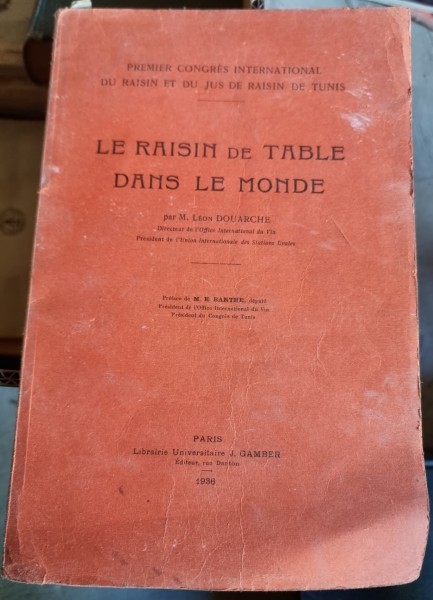 PREMIER CONGRÈS INTERNATIONAL
DU RAISIN ET DU JUS DE RAISIN DE TUNIS
LE RAISIN DE TABLE
DANS LE MONDE
par M. Léon DOUARCHE
Directeur de l'Office International du Vin
Président de l'Union Internationale des Stations Uvales
Préface de M. E. BARTHE, député
Président de l'Office International du Vin
Président du Congrès de Tunis
PARIS
Librairie Universitaire J. GAMBER
Éditeur, rue Danton
1936